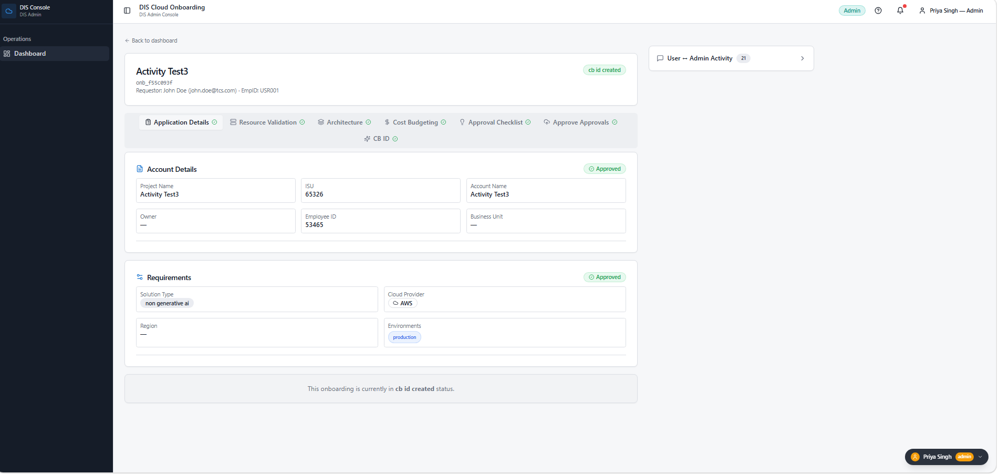 DIS Console
DIS Admin
Operations
Dashboard
DIS Cloud Onboarding
DIS Admin Console
Admin
Priya Singh — Admin
Back to dashboard
Activity Test3
cb id created
onb_f55c093f
Requestor: John Doe (john.doe@tcs.com) · EmpID: USR001
User ↔ Admin Activity 21
Application Details
Resource Validation
Architecture
Cost Budgeting
Approval Checklist
Approve Approvals
CB ID
Account Details
Approved
Project Name
Activity Test3
ISU
65326
Account Name
Activity Test3
Owner
—
Employee ID
53465
Business Unit
—
Requirements
Approved
Solution Type
non generative ai
Cloud Provider
AWS
Region
—
Environments
production
This onboarding is currently in cb id created status.
Priya Singh admin